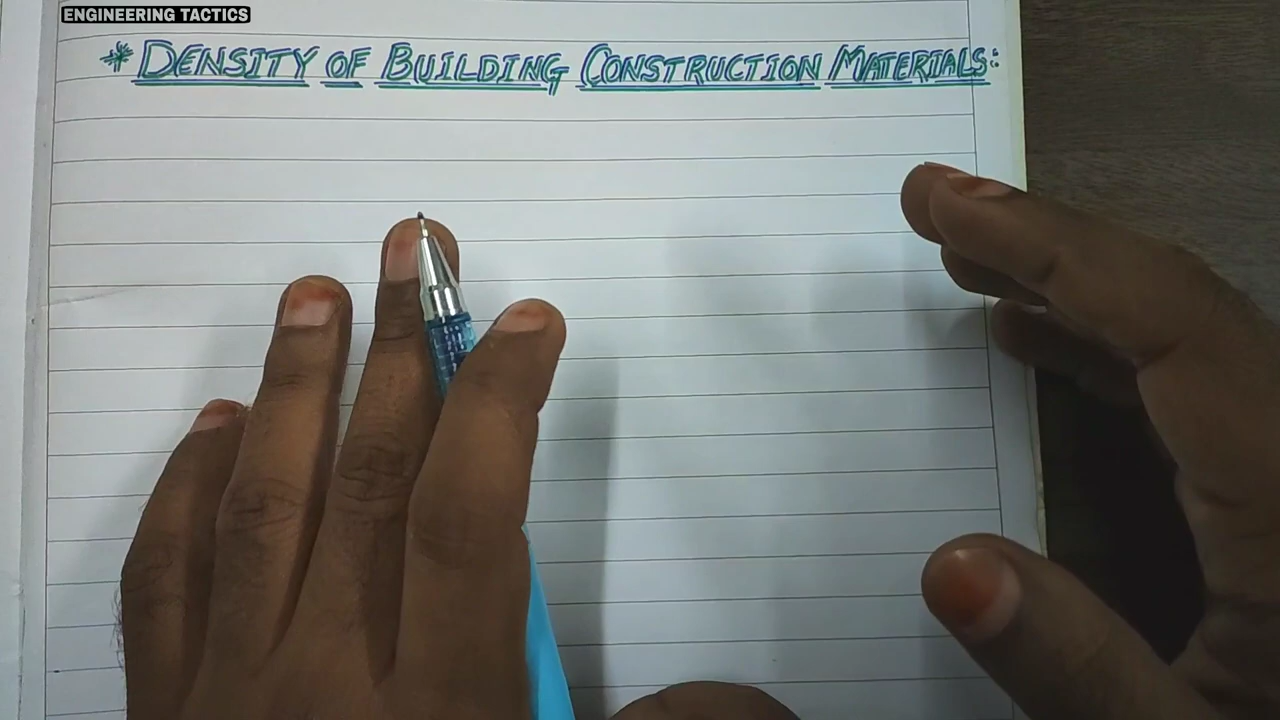 ENGINEERING TACTICS
* DENSITY OF BUILDING CONSTRUCTION MATERIALS: